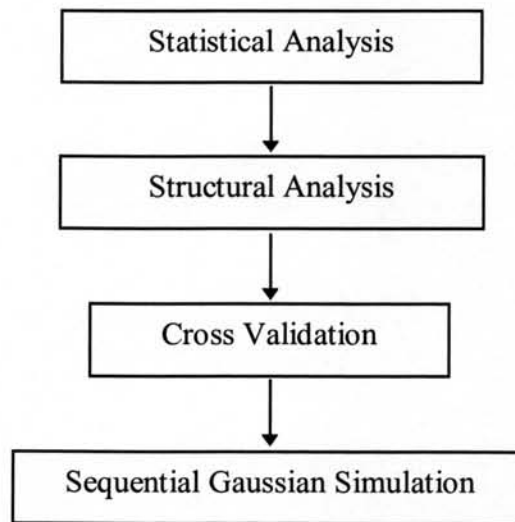 Statistical Analysis
Structural Analysis
Cross Validation
Sequential Gaussian Simulation